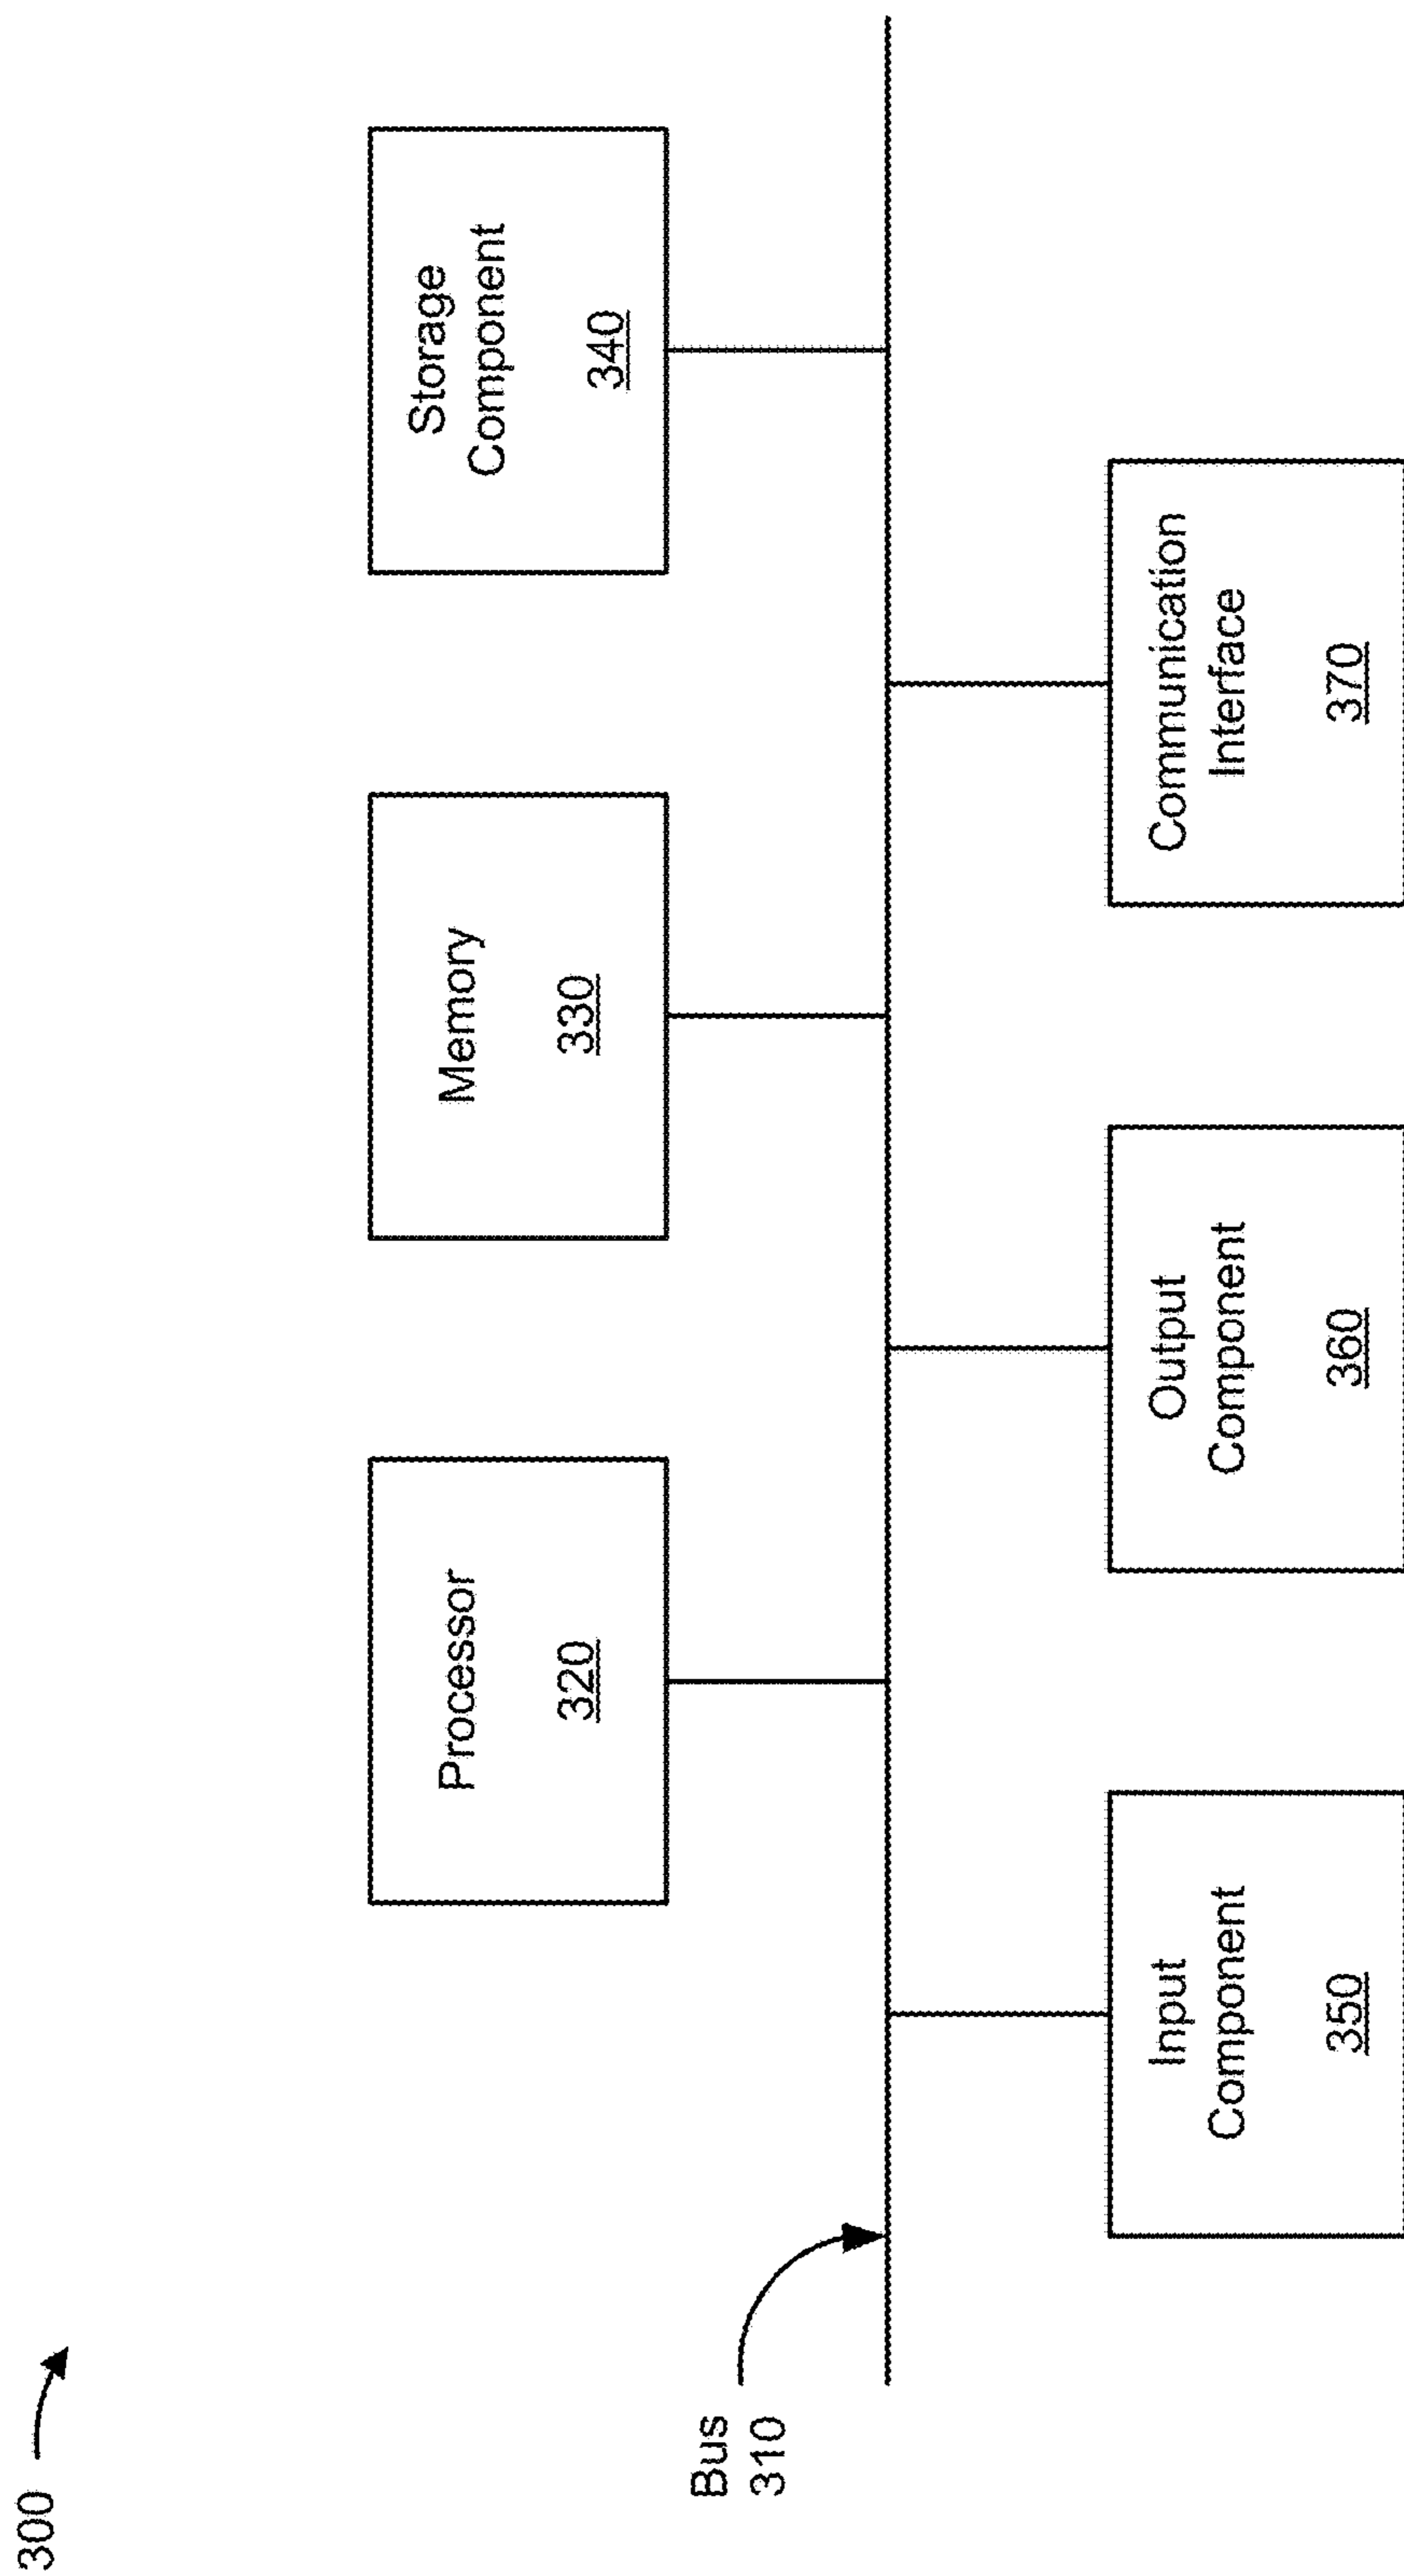 300
Processor
320
Memory
330
Storage
Component
340
Bus
310
Input
Component
350
Output
Component
360
Communication
Interface
370